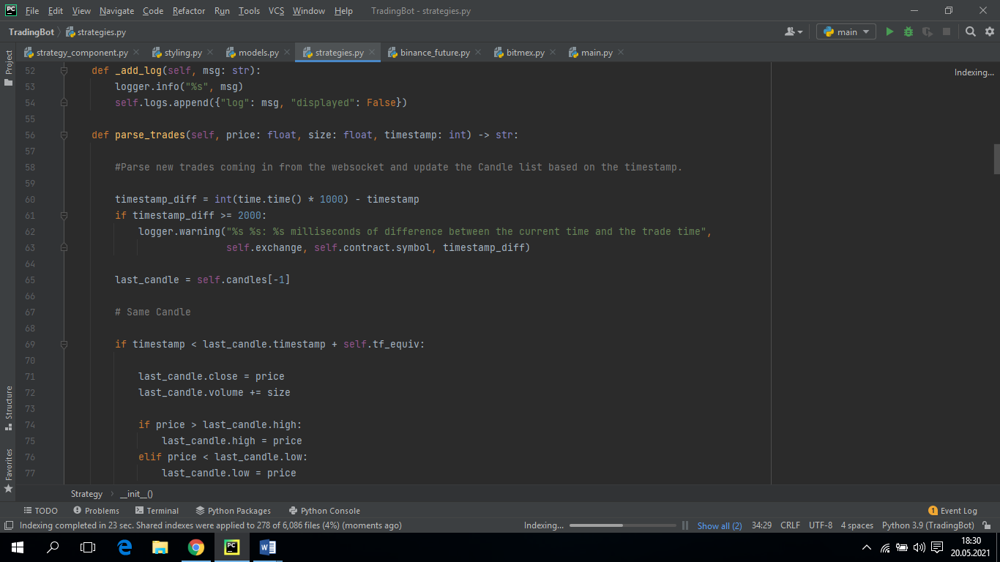 PC File Edit View Navigate Code Refactor Run Tools VCS Window Help TradingBot - strategies.py
TradingBot strategies.py main
strategy_component.py styling.py models.py strategies.py binance_future.py bitmex.py main.py
Project
Structure
Favorites
Indexing...
52 def _add_log(self, msg: str):
53 logger.info("%s", msg)
54 self.logs.append({"log": msg, "displayed": False})
55
56 def parse_trades(self, price: float, size: float, timestamp: int) -> str:
57
58 #Parse new trades coming in from the websocket and update the Candle list based on the timestamp.
59
60 timestamp_diff = int(time.time() * 1000) - timestamp
61 if timestamp_diff >= 2000:
62 logger.warning("%s %s: %s milliseconds of difference between the current time and the trade time",
63 self.exchange, self.contract.symbol, timestamp_diff)
64
65 last_candle = self.candles[-1]
66
67 # Same Candle
68
69 if timestamp < last_candle.timestamp + self.tf_equiv:
70
71 last_candle.close = price
72 last_candle.volume += size
73
74 if price > last_candle.high:
75 last_candle.high = price
76 elif price < last_candle.low:
77 last_candle.low = price
Strategy __init__()
TODO Problems Terminal Python Packages Python Console 1 Event Log
Indexing completed in 23 sec. Shared indexes were applied to 278 of 6,086 files (4%) (moments ago) Indexing... Show all (2) 34:29 CRLF UTF-8 4 spaces Python 3.9 (TradingBot)
PC W 18:30
20.05.2021